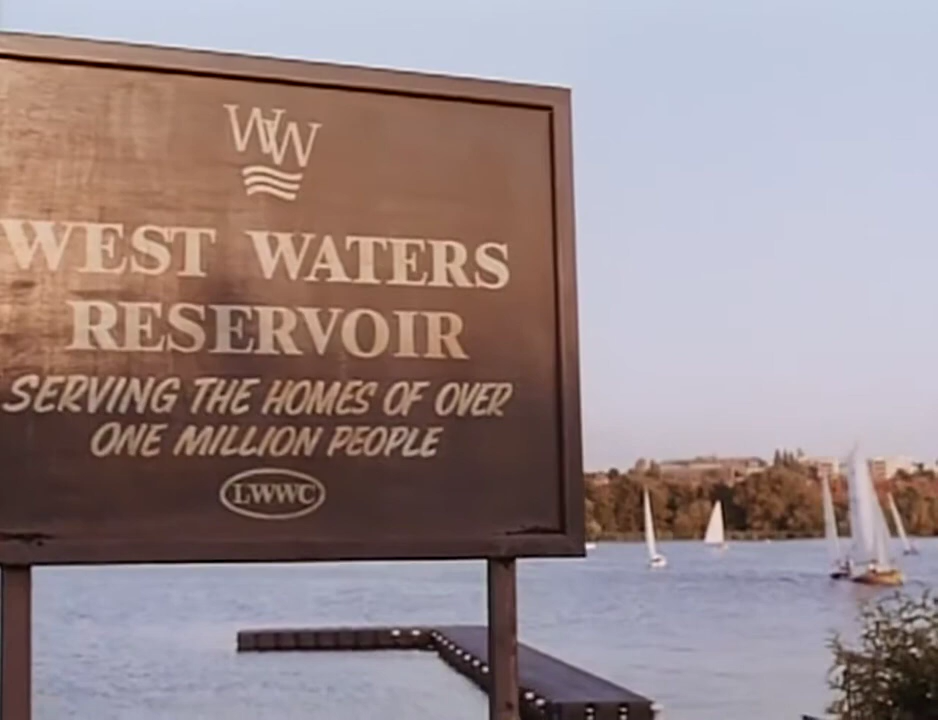 WW
WEST WATERS
RESERVOIR
SERVING THE HOMES OF OVER
ONE MILLION PEOPLE
LWWC